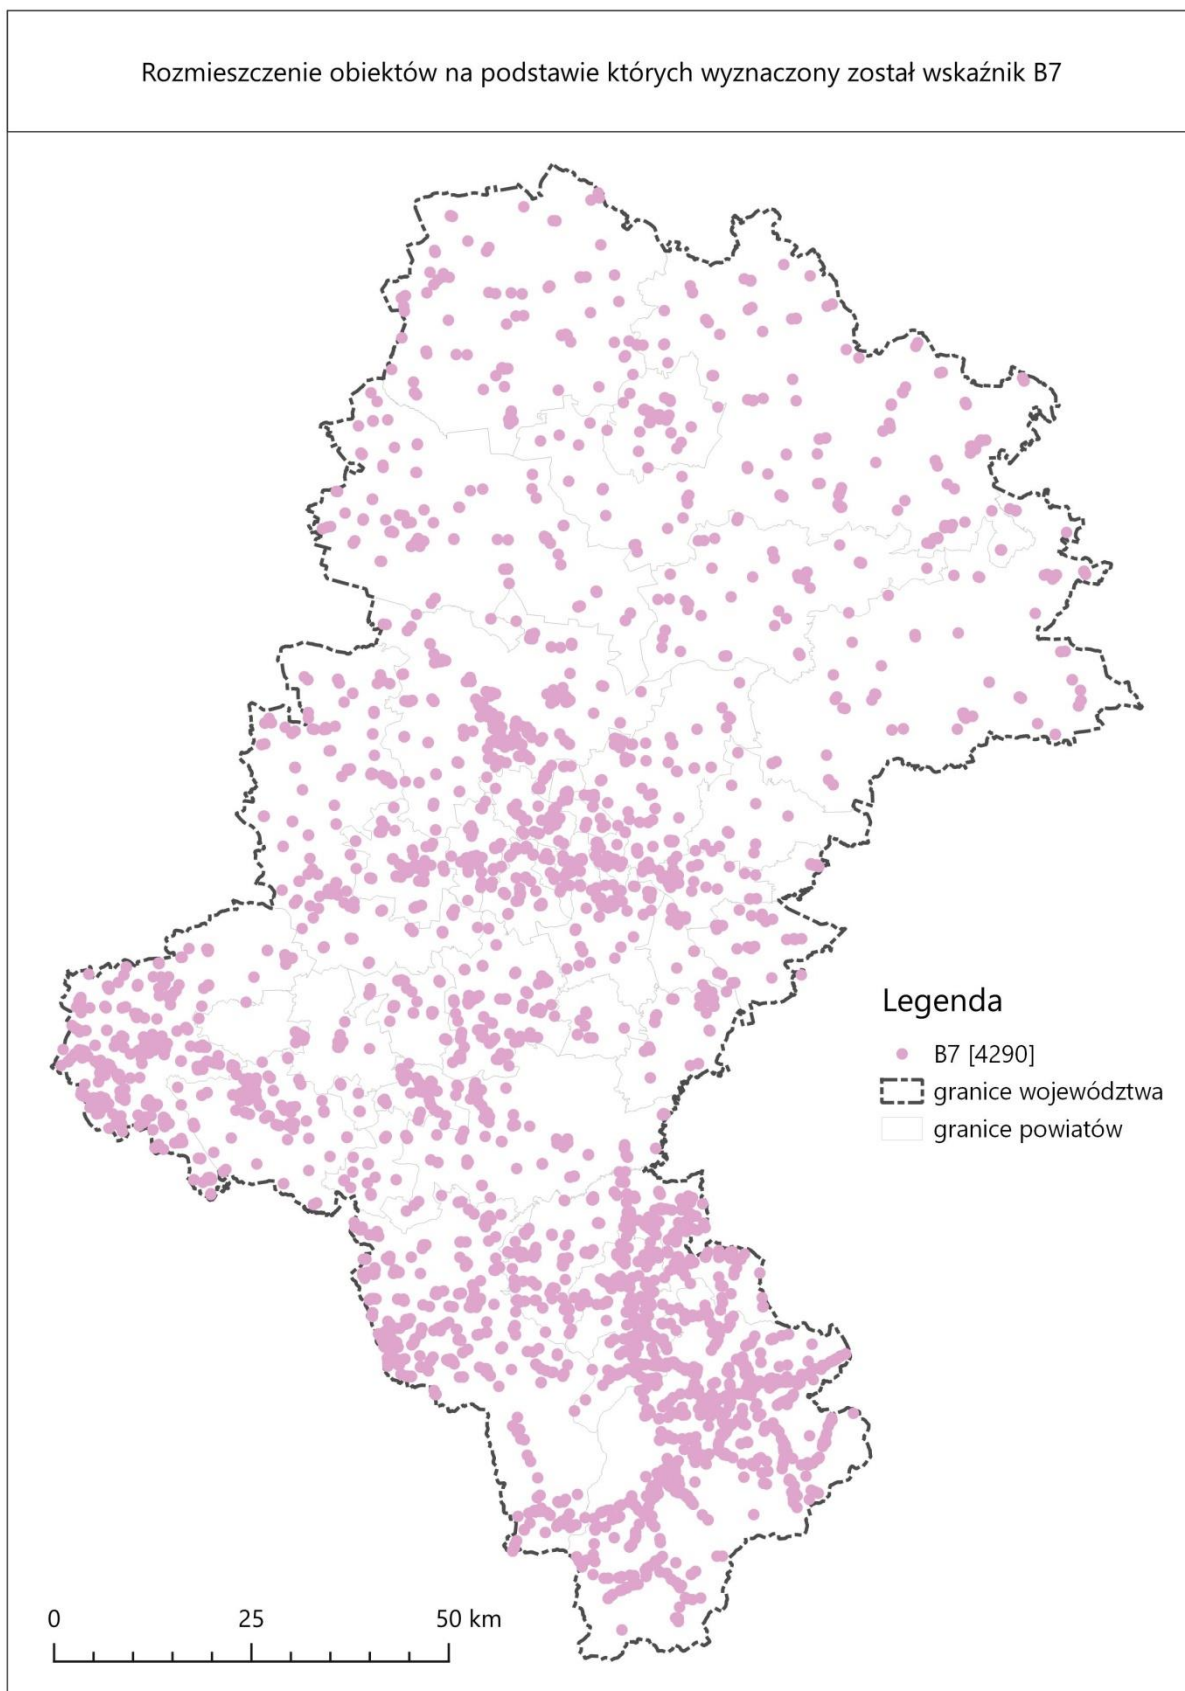 Rozmieszczenie obiektów na podstawie których wyznaczony został wskaźnik B7
Legenda
B7 [4290]
granice województwa
granice powiatów
0 25 50 km